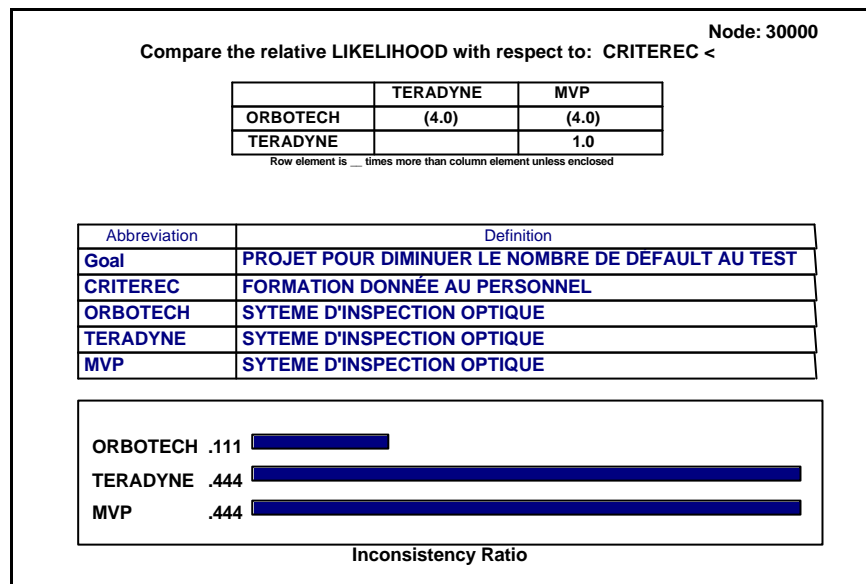 Node: 30000
Compare the relative LIKELIHOOD with respect to: CRITEREC <
TERADYNE MVP
ORBOTECH (4.0) (4.0)
TERADYNE 1.0
Row element is __ times more than column element unless enclosed
Abbreviation Definition
Goal PROJET POUR DIMINUER LE NOMBRE DE DÉFAULT AU TEST
CRITEREC FORMATION DONNÉE AU PERSONNEL
ORBOTECH SYTEME D'INSPECTION OPTIQUE
TERADYNE SYTEME D'INSPECTION OPTIQUE
MVP SYTEME D'INSPECTION OPTIQUE
ORBOTECH .111
TERADYNE .444
MVP .444
Inconsistency Ratio